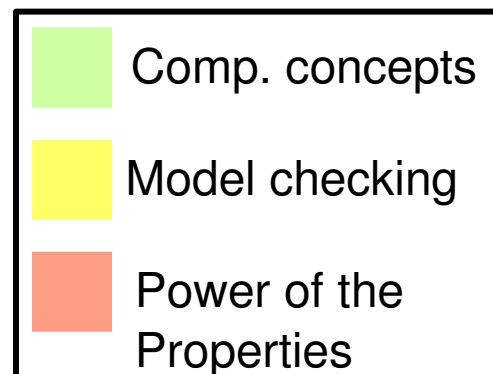 Comp. concepts
Model checking
Power of the
Properties